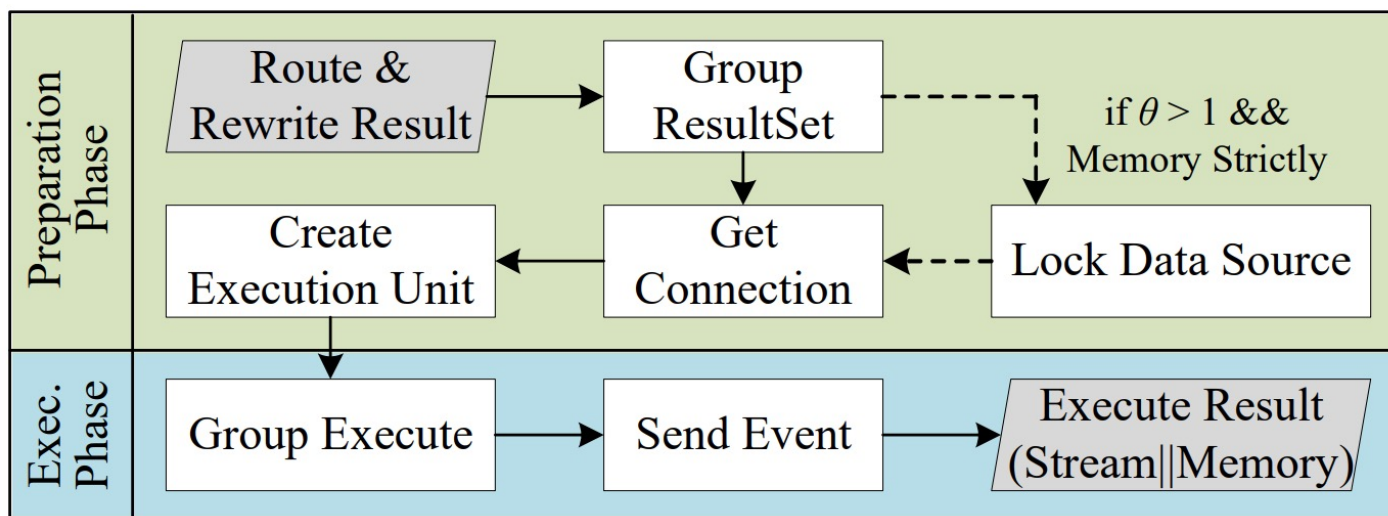 Preparation
Phase
Route &
Rewrite Result
Group
ResultSet
if θ > 1 &&
Memory Strictly
Create
Execution Unit
Get
Connection
Lock Data Source
Exec.
Phase
Group Execute
Send Event
Execute Result
(Stream||Memory)